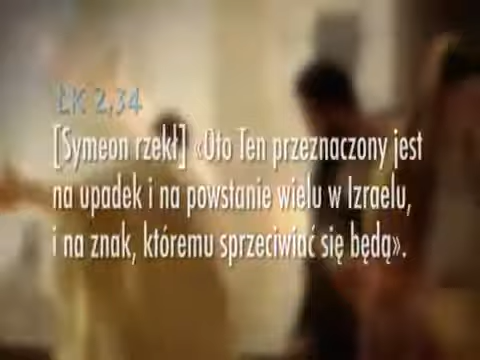 ŁK 2,34
[Symeon rzekł] «Oto Ten przeznaczony jest
na upadek i na powstanie wielu w Izraelu,
i na znak, któremu sprzeciwiać się będą».